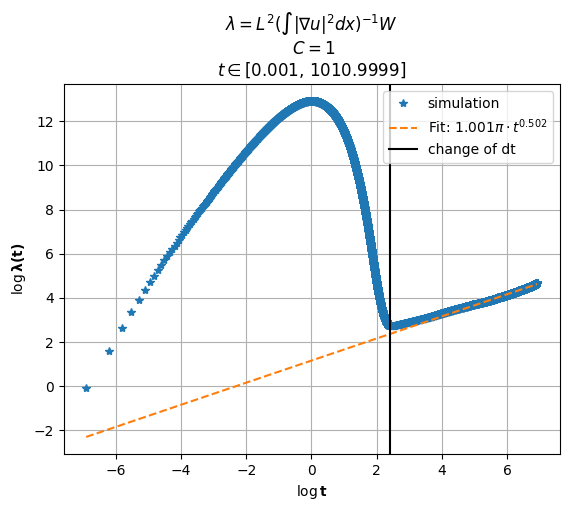 λ = L²(∫|∇u|²dx)⁻¹W
C = 1
t ∈ [0.001, 1010.9999]
simulation
Fit: 1.001π · t^0.502
change of dt
log λ(t)
12
10
8
6
4
2
0
−2
−6
−4
−2
0
2
4
6
log t